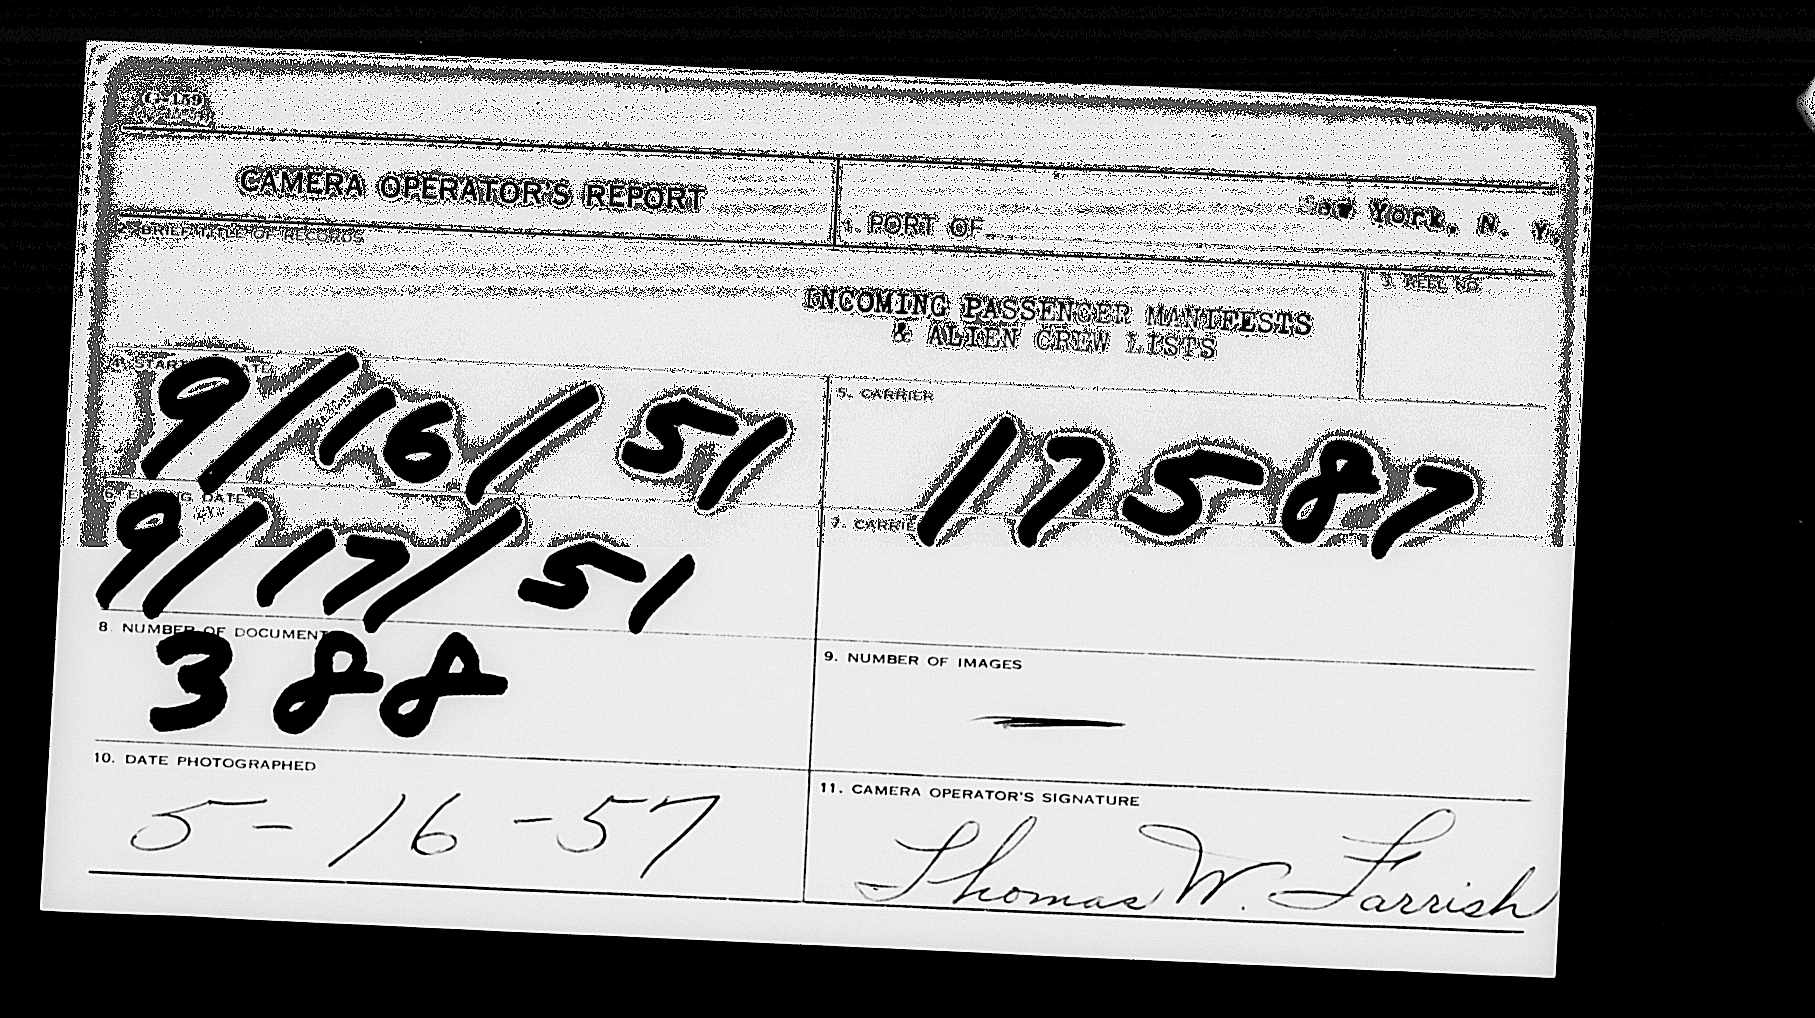 G-159
CAMERA OPERATOR'S REPORT
1. PORT OF New York, N. Y.
2. BRIEF TITLE OF RECORDS
INCOMING PASSENGER MANIFESTS
& ALIEN CREW LISTS
3. REEL NO.
4. STARTING DATE
9/16/51
5. CARRIER
17587
6. ENDING DATE
9/17/51
7. CARRIER
8. NUMBER OF DOCUMENTS
388
9. NUMBER OF IMAGES
—
10. DATE PHOTOGRAPHED
5-16-57
11. CAMERA OPERATOR'S SIGNATURE
Thomas W. Farrish